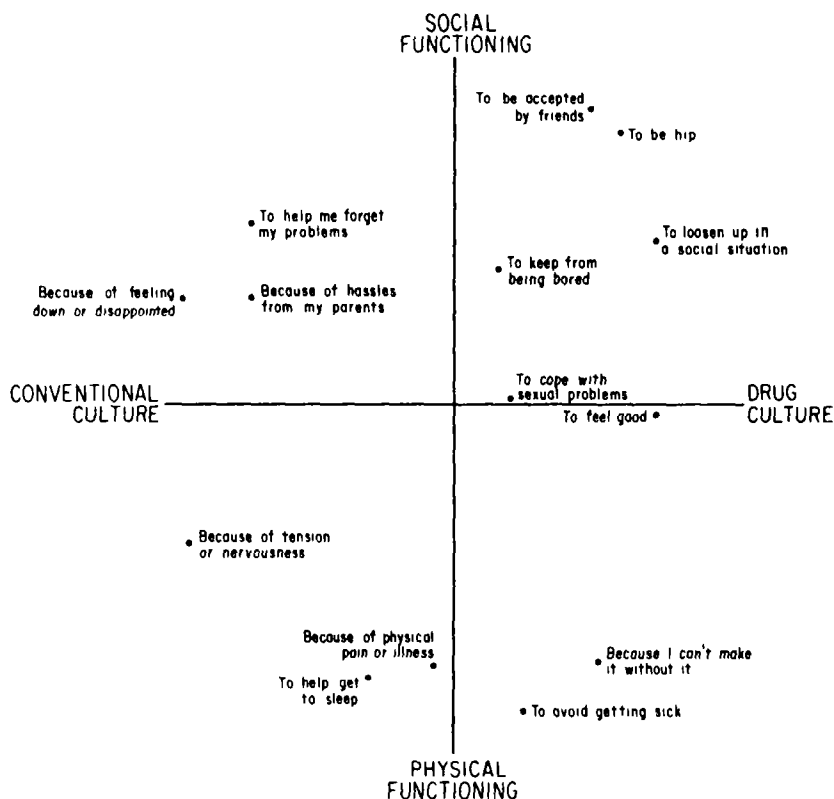 SOCIAL
FUNCTIONING
To be accepted
by friends
To be hip
To help me forget
my problems
To loosen up in
a social situation
To keep from
being bored
Because of feeling
down or disappointed
Because of hassles
from my parents
To cope with
sexual problems
CONVENTIONAL
CULTURE
DRUG
CULTURE
To feel good
Because of tension
or nervousness
Because of physical
pain or illness
Because I can't make
it without it
To help get
to sleep
To avoid getting sick
PHYSICAL
FUNCTIONING